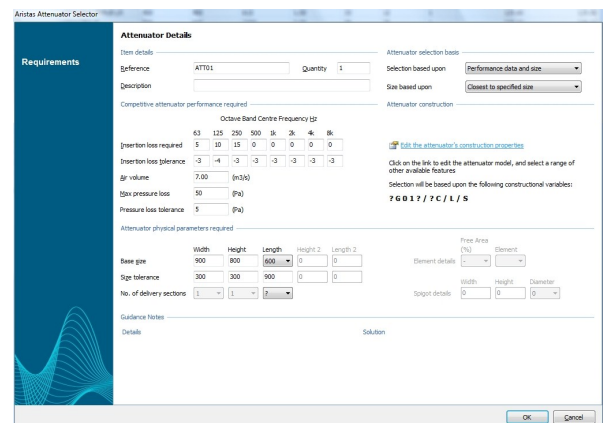 Aristas Attenuator Selector
Requirements
Attenuator Details
Item details
Reference ATT01 Quantity 1
Description
Attenuator selection basis
Selection based upon Performance data and size
Size based upon Closest to specified size
Competitive attenuator performance required
Octave Band Centre Frequency Hz
63 125 250 500 1k 2k 4k 8k
Insertion loss required 5 10 15 0 0 0 0 0
Insertion loss tolerance -3 -4 -3 -3 -3 -3 -3 -3
Air volume 7.00 (m3/s)
Max pressure loss 50 (Pa)
Pressure loss tolerance 5 (Pa)
Attenuator construction
Edit the attenuator's construction properties
Click on the link to edit the attenuator model, and select a range of
other available features
Selection will be based upon the following constructional variables:
? G 0 1 ? / ? C / L / S
Attenuator physical parameters required
Width Height Length Height 2 Length 2
Base size 900 800 600 0 0
Size tolerance 300 300 900 0 0
No. of delivery sections 1 1 ?
Free Area
(%) Element
Element details -
Width Height Diameter
Spigot details 0 0 0
Guidance Notes
Details Solution
OK Cancel